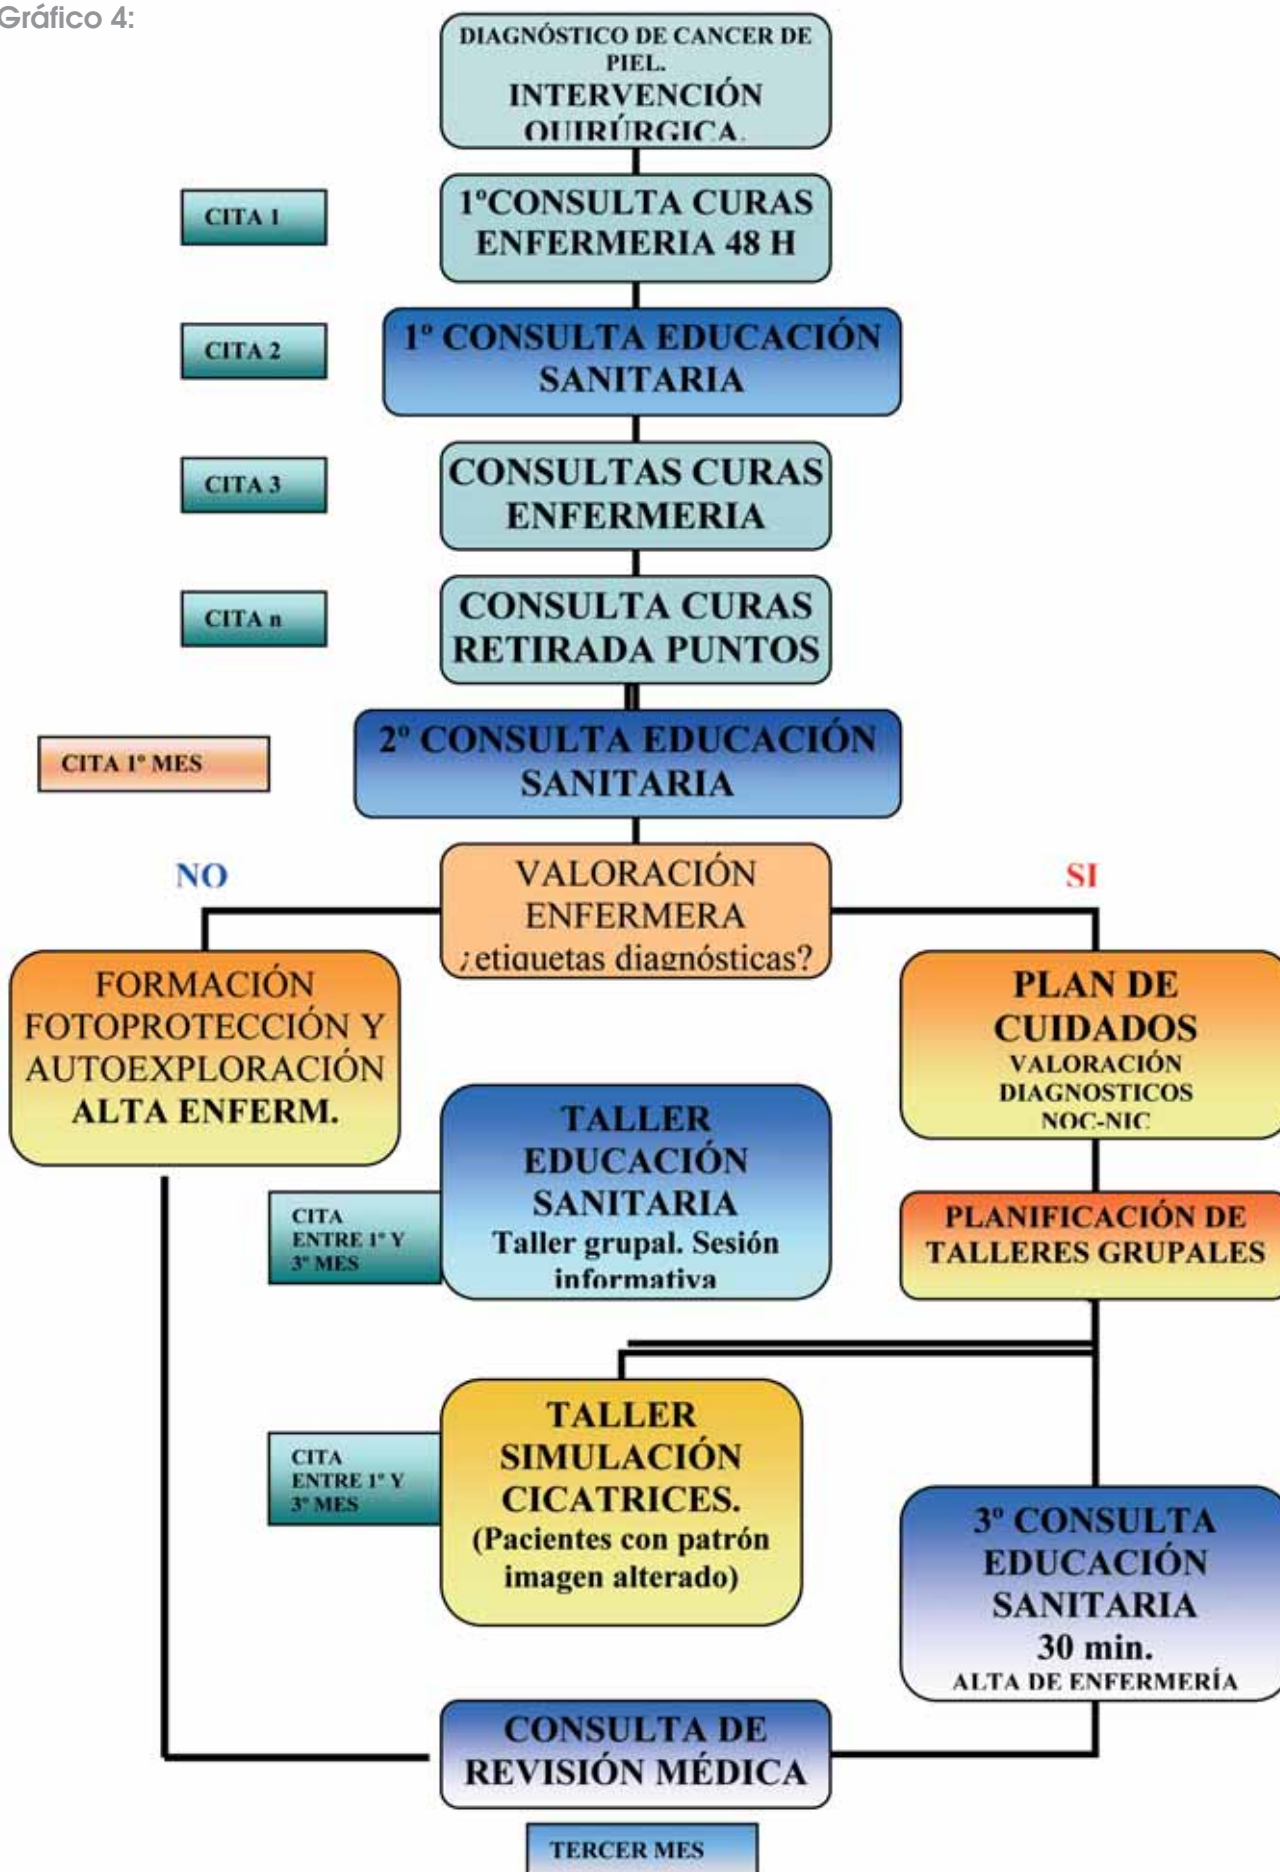 Gráfico 4:
DIAGNÓSTICO DE CANCER DE
PIEL.
INTERVENCIÓN
QUIRÚRGICA.
CITA 1
1ºCONSULTA CURAS
ENFERMERIA 48 H
CITA 2
1º CONSULTA EDUCACIÓN
SANITARIA
CITA 3
CONSULTAS CURAS
ENFERMERIA
CITA n
CONSULTA CURAS
RETIRADA PUNTOS
CITA 1º MES
2º CONSULTA EDUCACIÓN
SANITARIA
NO
VALORACIÓN
ENFERMERA
¿etiquetas diagnósticas?
SI
FORMACIÓN
FOTOPROTECCIÓN Y
AUTOEXPLORACIÓN
ALTA ENFERM.
PLAN DE
CUIDADOS
VALORACIÓN
DIAGNOSTICOS
NOC-NIC
CITA
ENTRE 1º Y
3º MES
TALLER
EDUCACIÓN
SANITARIA
Taller grupal. Sesión
informativa
PLANIFICACIÓN DE
TALLERES GRUPALES
CITA
ENTRE 1º Y
3º MES
TALLER
SIMULACIÓN
CICATRICES.
(Pacientes con patrón
imagen alterado)
3º CONSULTA
EDUCACIÓN
SANITARIA
30 min.
ALTA DE ENFERMERÍA
CONSULTA DE
REVISIÓN MÉDICA
TERCER MES